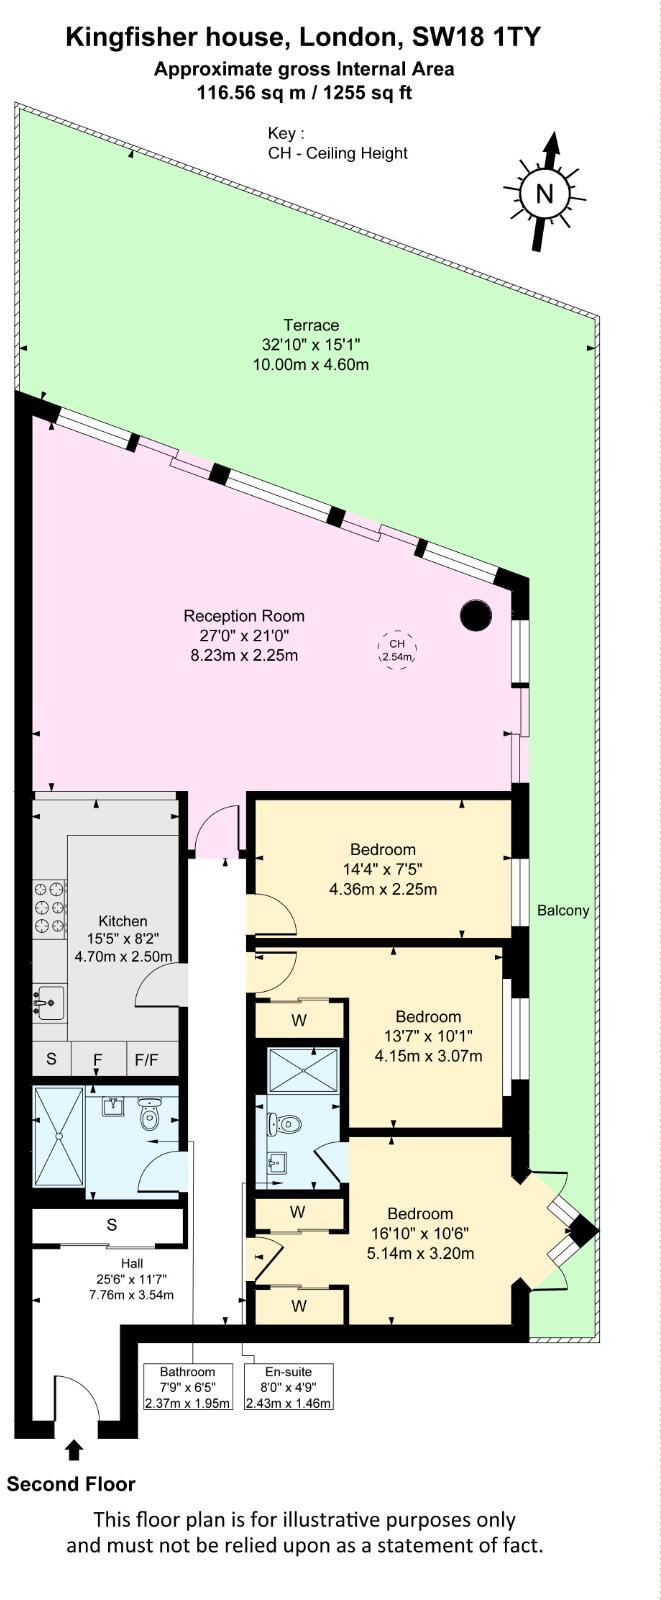 Kingfisher house, London, SW18 1TY
Approximate gross Internal Area
116.56 sq m / 1255 sq ft
Key :
CH - Ceiling Height
N
Terrace
32'10" x 15'1"
10.00m x 4.60m
Reception Room
27'0" x 21'0"
8.23m x 2.25m
CH
2.54m
Bedroom
14'4" x 7'5"
4.36m x 2.25m
Balcony
Kitchen
15'5" x 8'2"
4.70m x 2.50m
Bedroom
13'7" x 10'1"
4.15m x 3.07m
W
S
F
F/F
Bedroom
16'10" x 10'6"
5.14m x 3.20m
W
S
Hall
25'6" x 11'7"
7.76m x 3.54m
W
Bathroom
7'9" x 6'5"
2.37m x 1.95m
En-suite
8'0" x 4'9"
2.43m x 1.46m
Second Floor
This floor plan is for illustrative purposes only
and must not be relied upon as a statement of fact.